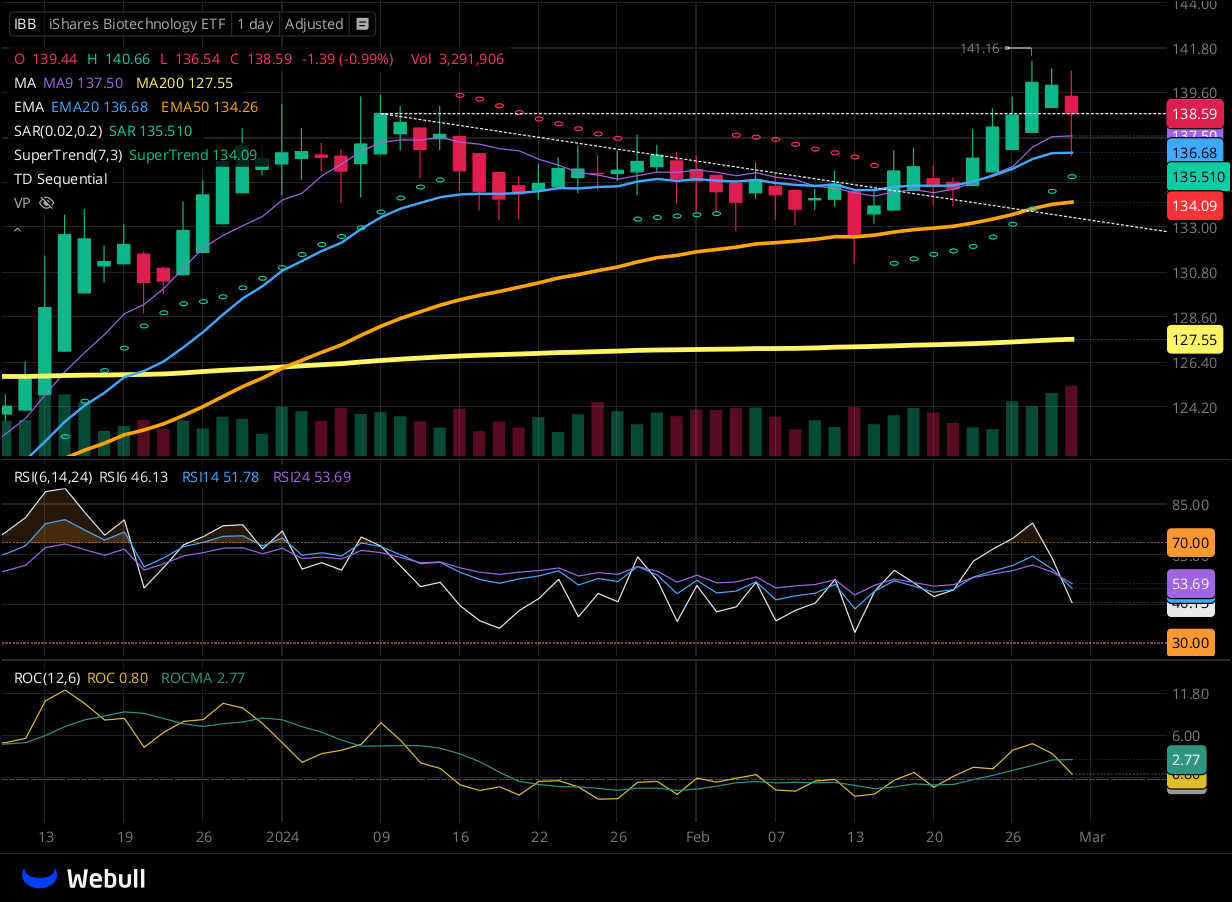 IBB iShares Biotechnology ETF 1 day Adjusted
O 139.44 H 140.66 L 136.54 C 138.59 -1.39 (-0.99%) Vol 3,291,906
MA MA9 137.50 MA200 127.55
EMA EMA20 136.68 EMA50 134.26
SAR(0.02,0.2) SAR 135.510
SuperTrend(7,3) SuperTrend 134.09
TD Sequential
VP
141.16
144.00
141.80
139.60
138.59
137.50
136.68
135.510
134.09
133.00
130.80
128.60
127.55
126.40
124.20
RSI(6,14,24) RSI6 46.13 RSI14 51.78 RSI24 53.69
85.00
70.00
53.69
46.13
30.00
ROC(12,6) ROC 0.80 ROCMA 2.77
11.80
6.00
2.77
0.80
13 19 26 2024 09 16 22 26 Feb 07 13 20 26 Mar
Webull